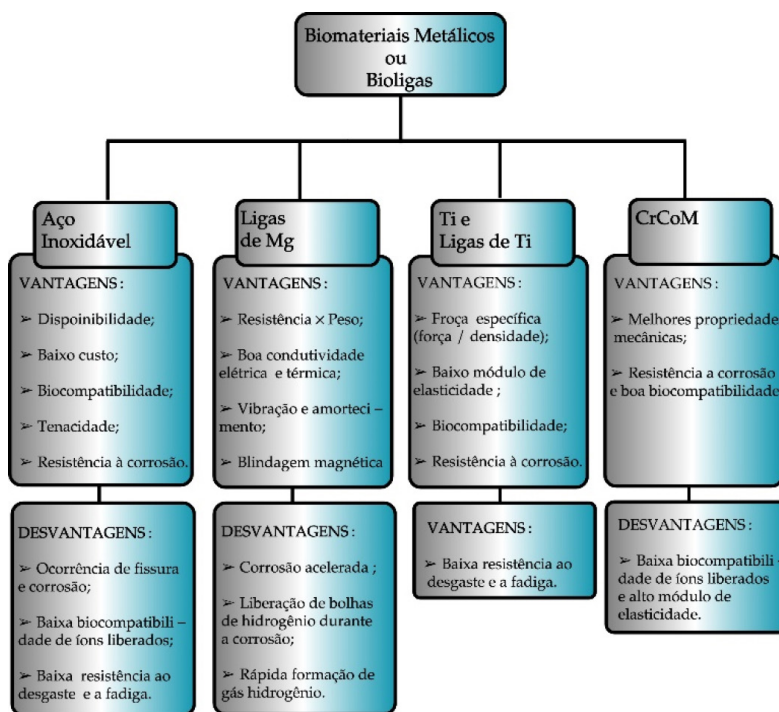 Biomateriais Metálicos
ou
Bioligas
Aço
Inoxidável
VANTAGENS :
➢ Dispoinibilidade;
➢ Baixo custo;
➢ Biocompatibilidade;
➢ Tenacidade;
➢ Resistência à corrosão.
DESVANTAGENS :
➢ Ocorrência de fissura
e corrosão;
➢ Baixa biocompatibili –
dade de íons liberados;
➢ Baixa resistência ao
desgaste e a fadiga.
Ligas
de Mg
VANTAGENS :
➢ Resistência × Peso;
➢ Boa condutividade
elétrica e térmica;
➢ Vibração e amorteci –
mento;
➢ Blindagem magnética
DESVANTAGENS :
➢ Corrosão acelerada ;
➢ Liberação de bolhas
de hidrogênio durante
a corrosão;
➢ Rápida formação de
gás hidrogênio.
Ti e
Ligas de Ti
VANTAGENS :
➢ Froça específica
(força / densidade);
➢ Baixo módulo de
elasticidade ;
➢ Biocompatibilidade;
➢ Resistência à corrosão.
VANTAGENS :
➢ Baixa resistência ao
desgaste e a fadiga.
CrCoM
VANTAGENS :
➢ Melhores propriedade
mecânicas;
➢ Resistência a corrosão
e boa biocompatibilidade
DESVANTAGENS :
➢ Baixa biocompatibili –
dade de íons liberados
e alto módulo de
elasticidade.